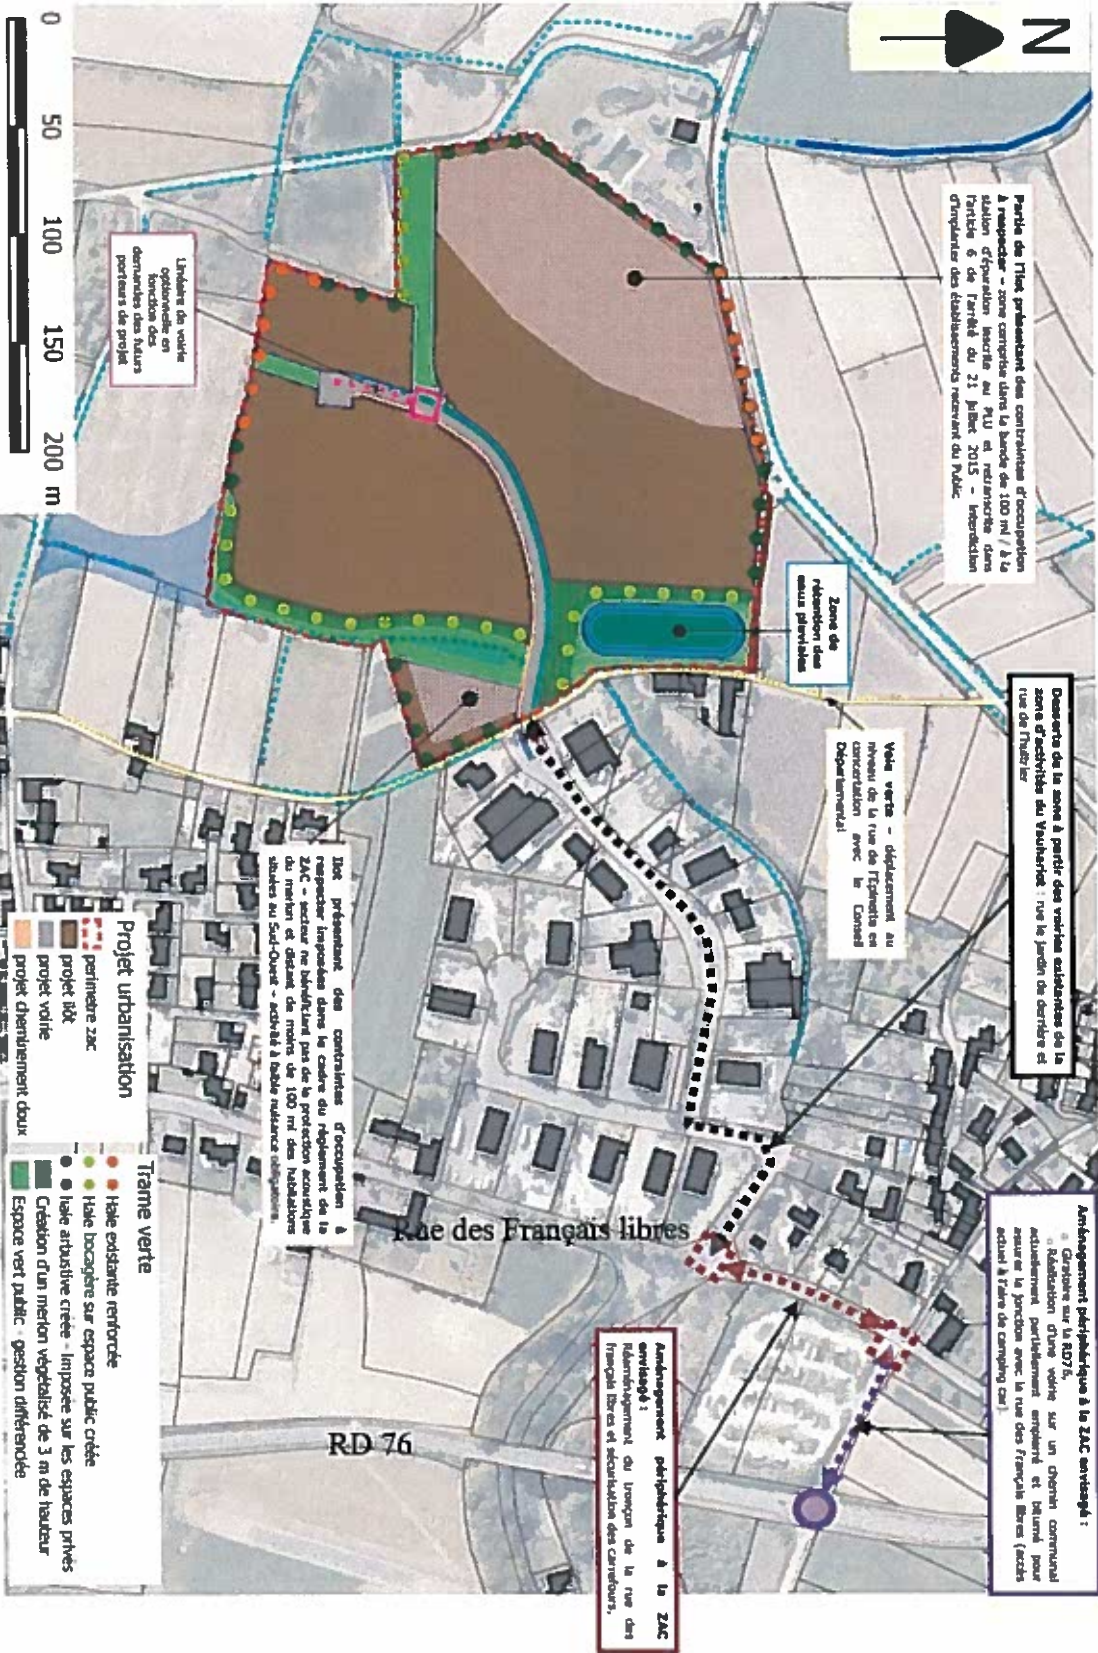 N
Partie de l'îlot présentant des contraintes d'occupation
à respecter – zone comprise dans la bande de 100 ml / à la
station d'épuration inscrite au PLU et retranscrite dans
l'article 6 de l'arrêté du 21 juillet 2015 – Interdiction
d'implanter des établissements recevant du Public
Desserte de la zone à partir des voiries existantes de la
zone d'activités du Vauhariot : rue le jardin de derrière et
rue de l'huîtrier
Aménagement périphérique à la ZAC envisagé :
Giratoire sur la RD76,
Réalisation d'une voirie sur un chemin communal
actuellement partiellement empierré et bitumé pour
assurer la jonction avec la rue des Français libres (accès
actuel à l'aire de camping car)
Zone de
rétention des
eaux pluviales
Voie verte – déplacement au
niveau de la rue de l'Epinette en
concertation avec le Conseil
Départemental
Aménagement périphérique à la ZAC
envisagé :
Réaménagement du tronçon de la rue des
français libres et sécurisation des carrefours,
Rue des Français libres
RD 76
Linéaire de voirie
optionnelle en
fonction des
demandes des futurs
porteurs de projet
Ilot présentant des contraintes d'occupation à
respecter imposées dans le cadre du règlement de la
ZAC – secteur ne bénéficiant pas de la protection acoustique
du merlon et distant de moins de 100 ml des habitations
situées au Sud-Ouest – activité à faible nuisance obligatoire.
0 50 100 150 200 m
Projet urbanisation
perimetre zac
projet ilôt
projet voirie
projet cheminement doux
Trame verte
Haie existante renforcée
Haie bocagère sur espace public créée
haie arbustive créée - imposée sur les espaces privés
Création d'un merlon végétalisé de 3 m de hauteur
Espace vert public - gestion différenciée